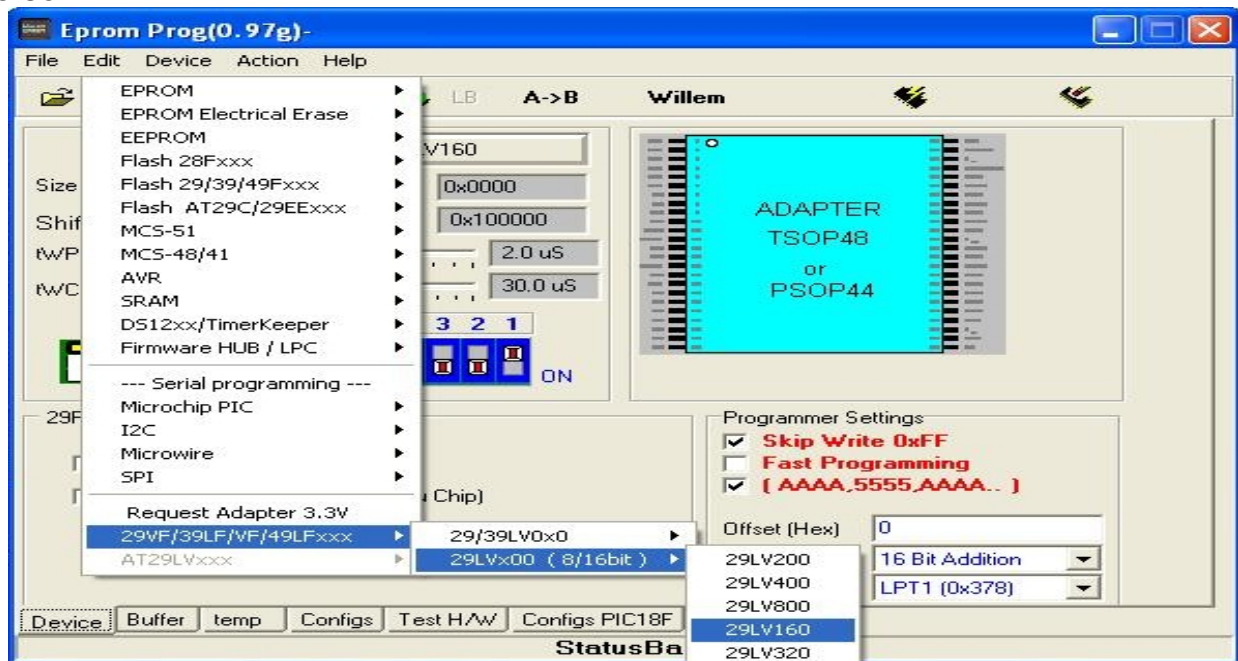 Eprom Prog(0.97g)-
File Edit Device Action Help
LB A->B Willem
EPROM
EPROM Electrical Erase
EEPROM
Flash 28Fxxx
Flash 29/39/49Fxxx
Flash AT29C/29EExxx
MCS-51
MCS-48/41
AVR
SRAM
DS12xx/TimerKeeper
Firmware HUB / LPC
--- Serial programming ---
Microchip PIC
I2C
Microwire
SPI
Request Adapter 3.3V
29VF/39LF/VF/49LFxxx
AT29LVxxx
29/39LV0x0
29LVx00 ( 8/16bit )
29LV200
29LV400
29LV800
29LV160
29LV320
V160
Size 0x0000
Shif 0x100000
tWP 2.0 uS
tWC 30.0 uS
3 2 1
ON
ADAPTER
TSOP48
or
PSOP44
29F
Chip)
Programmer Settings
Skip Write 0xFF
Fast Programming
( AAAA,5555,AAAA.. )
Offset (Hex) 0
16 Bit Addition
LPT1 (0x378)
Device Buffer temp Configs Test H/W Configs PIC18F
StatusBa